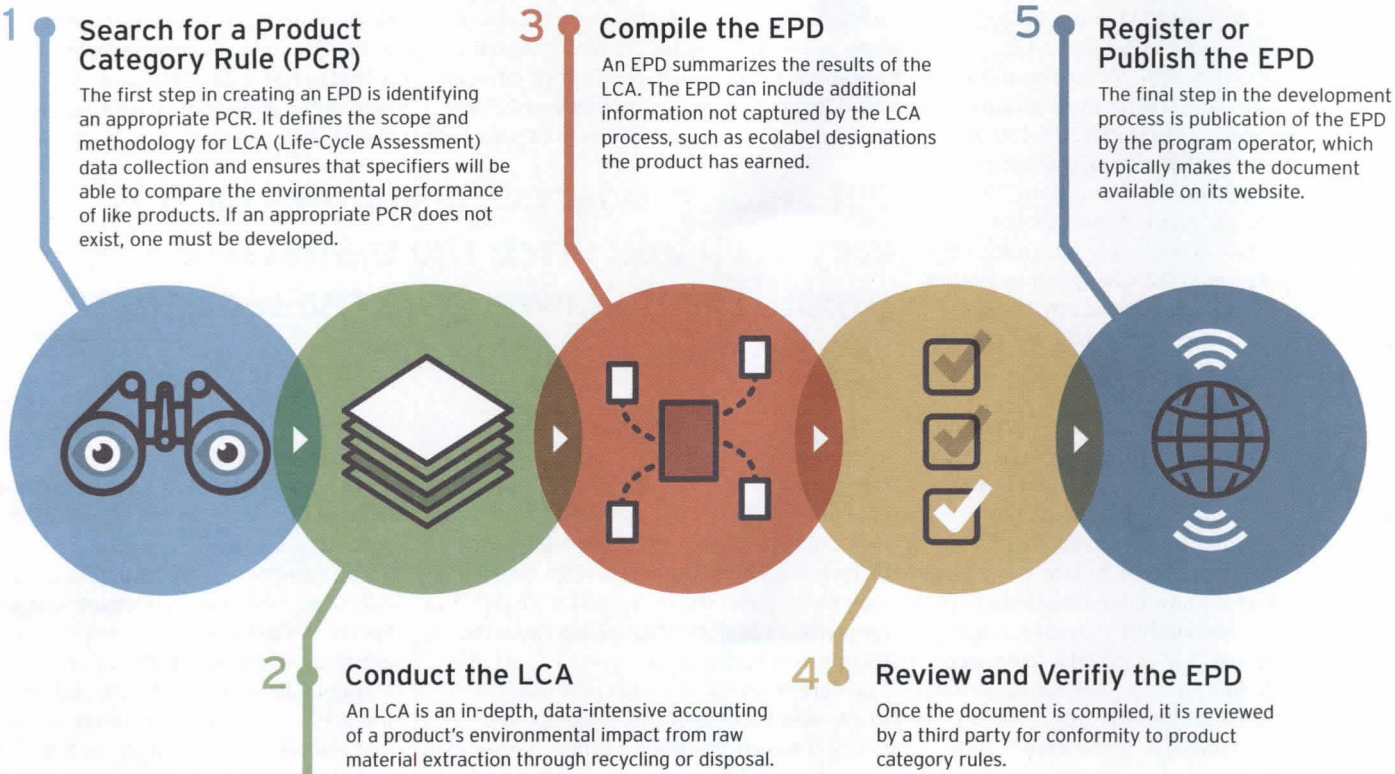 1
Search for a Product
Category Rule (PCR)
The first step in creating an EPD is identifying
an appropriate PCR. It defines the scope and
methodology for LCA (Life-Cycle Assessment)
data collection and ensures that specifiers will be
able to compare the environmental performance
of like products. If an appropriate PCR does not
exist, one must be developed.
2
Conduct the LCA
An LCA is an in-depth, data-intensive accounting
of a product's environmental impact from raw
material extraction through recycling or disposal.
3
Compile the EPD
An EPD summarizes the results of the
LCA. The EPD can include additional
information not captured by the LCA
process, such as ecolabel designations
the product has earned.
4
Review and Verifiy the EPD
Once the document is compiled, it is reviewed
by a third party for conformity to product
category rules.
5
Register or
Publish the EPD
The final step in the development
process is publication of the EPD
by the program operator, which
typically makes the document
available on its website.